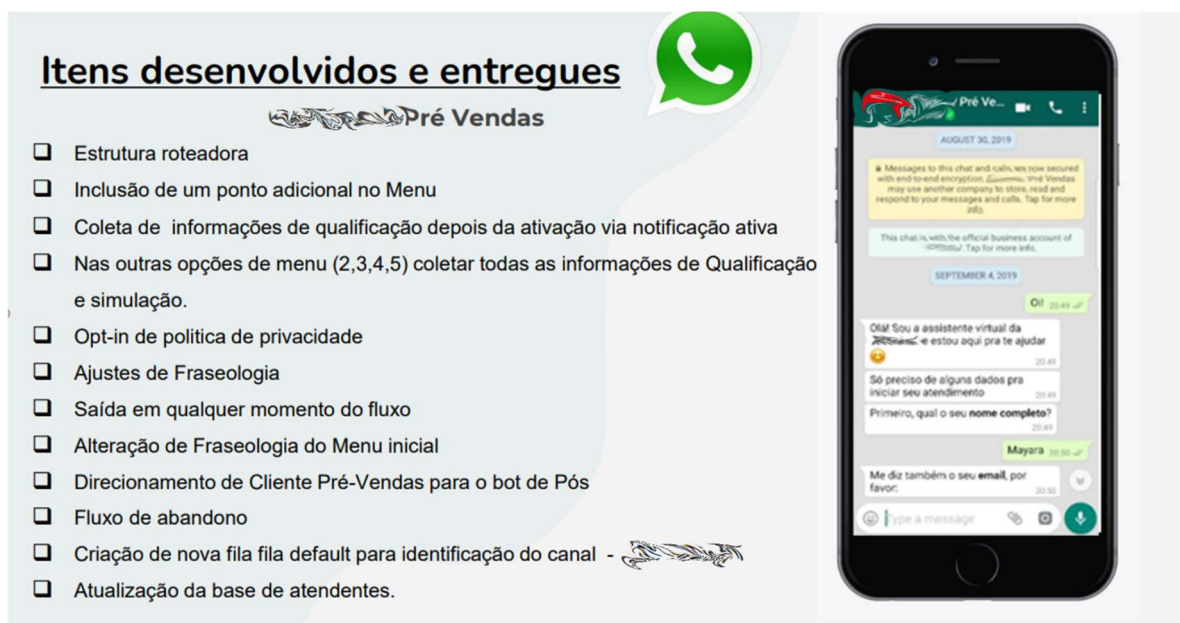 Itens desenvolvidos e entregues
Pré Vendas
Estrutura roteadora
Inclusão de um ponto adicional no Menu
Coleta de informações de qualificação depois da ativação via notificação ativa
Nas outras opções de menu (2,3,4,5) coletar todas as informações de Qualificação
e simulação.
Opt-in de politica de privacidade
Ajustes de Fraseologia
Saída em qualquer momento do fluxo
Alteração de Fraseologia do Menu inicial
Direcionamento de Cliente Pré-Vendas para o bot de Pós
Fluxo de abandono
Criação de nova fila fila default para identificação do canal -
Atualização da base de atendentes.
Pré Ve...
AUGUST 30, 2019
Messages to this chat and calls are now secured
with end-to-end encryption. Pré Vendas
may use another company to store, read and
respond to your messages and calls. Tap for more
info.
This chat is with the official business account of
Tap for more info.
SEPTEMBER 4, 2019
Oi! 20:49
Olá! Sou a assistente virtual da
e estou aqui pra te ajudar
20:49
Só preciso de alguns dados pra
iniciar seu atendimento 20:49
Primeiro, qual o seu nome completo?
20:49
Mayara 20:50
Me diz também o seu email, por
favor: 20:50
Type a message